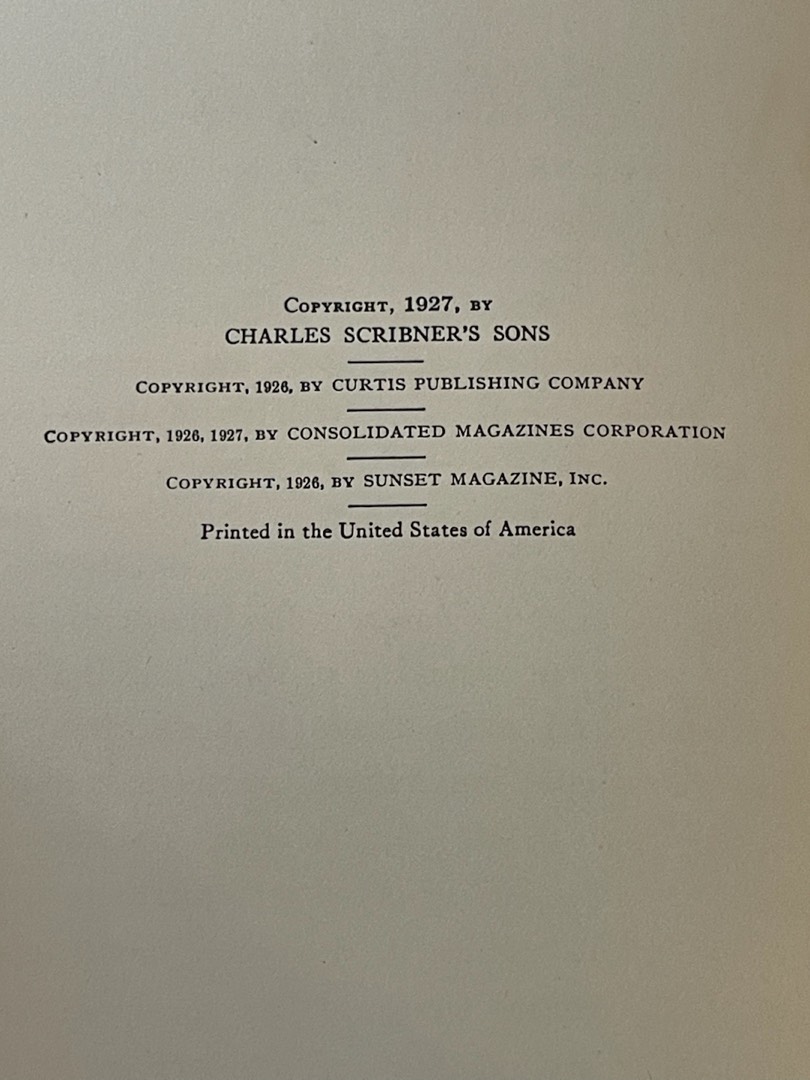 Copyright, 1927, by
CHARLES SCRIBNER'S SONS
Copyright, 1926, by CURTIS PUBLISHING COMPANY
Copyright, 1926, 1927, by CONSOLIDATED MAGAZINES CORPORATION
Copyright, 1926, by SUNSET MAGAZINE, Inc.
Printed in the United States of America